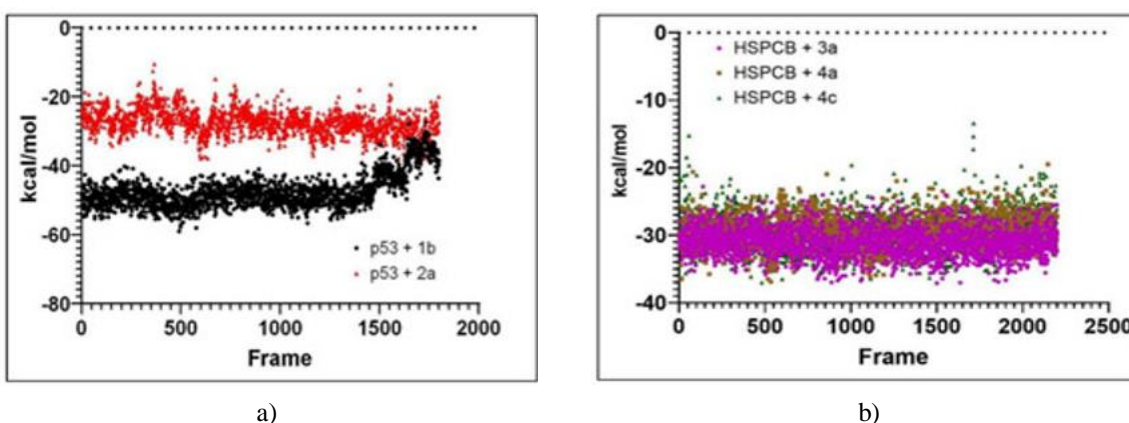 0
-20
-40
-60
-80
kcal/mol
p53 + 1b
p53 + 2a
0 500 1000 1500 2000
Frame
a)
0
-10
-20
-30
-40
kcal/mol
HSPCB + 3a
HSPCB + 4a
HSPCB + 4c
0 500 1000 1500 2000 2500
Frame
b)